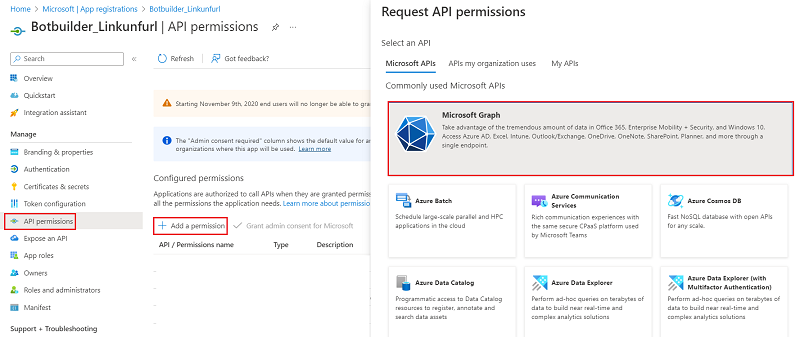 Home > Microsoft | App registrations > Botbuilder_Linkunfurl
Botbuilder_Linkunfurl | API permissions
Search
«
Overview
Quickstart
Integration assistant
Manage
Branding & properties
Authentication
Certificates & secrets
Token configuration
API permissions
Expose an API
App roles
Owners
Roles and administrators
Manifest
Support + Troubleshooting
Refresh
Got feedback?
Starting November 9th, 2020 end users will no longer be able to gran
The "Admin consent required" column shows the default value for an
organizations where this app will be used. Learn more
Configured permissions
Applications are authorized to call APIs when they are granted permiss
all the permissions the application needs. Learn more about permission
Add a permission
Grant admin consent for Microsoft
API / Permissions name Type Description
Request API permissions
Select an API
Microsoft APIs APIs my organization uses My APIs
Commonly used Microsoft APIs
Microsoft Graph
Take advantage of the tremendous amount of data in Office 365, Enterprise Mobility + Security, and Windows 10.
Access Azure AD, Excel, Intune, Outlook/Exchange, OneDrive, OneNote, SharePoint, Planner, and more through a
single endpoint.
Azure Batch
Schedule large-scale parallel and HPC
applications in the cloud
Azure Communication
Services
Rich communication experiences with
the same secure CPaaS platform used
by Microsoft Teams
Azure Cosmos DB
Fast NoSQL database with open APIs
for any scale.
Azure Data Catalog
Programmatic access to Data Catalog
resources to register, annotate and
search data assets
Azure Data Explorer
Perform ad-hoc queries on terabytes of
data to build near real-time and
complex analytics solutions
Azure Data Explorer (with
Multifactor Authentication)
Perform ad-hoc queries on terabytes of
data to build near real-time and
complex analytics solutions